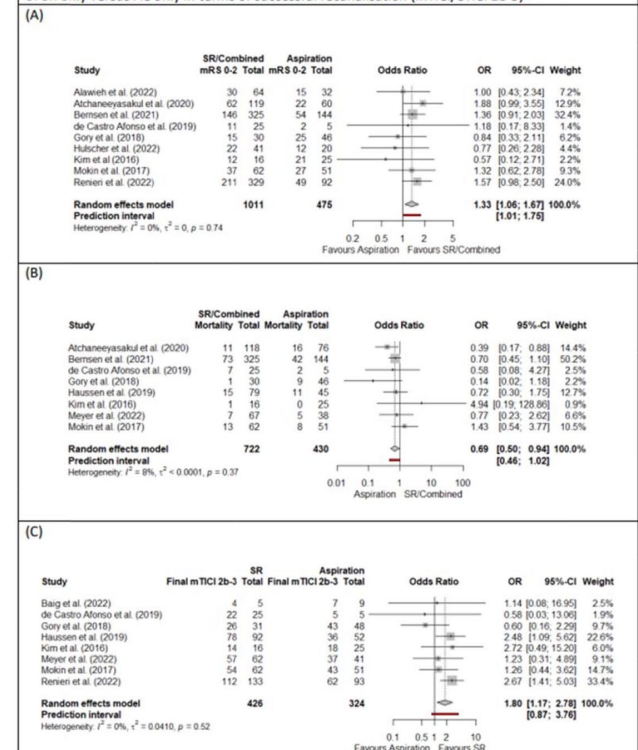 (A)
SR/Combined Aspiration
Study mRS 0-2 Total mRS 0-2 Total Odds Ratio OR 95%-CI Weight
Alawieh et al. (2022) 30 64 15 32 1.00 [0.43; 2.34] 7.2%
Atchaneeyasakul et al. (2020) 62 119 22 60 1.88 [0.99; 3.55] 12.9%
Bernsen et al. (2021) 146 325 54 144 1.36 [0.91; 2.03] 32.4%
de Castro Afonso et al. (2019) 11 25 2 5 1.18 [0.17; 8.33] 1.4%
Gory et al. (2018) 15 30 25 46 0.84 [0.33; 2.11] 6.1%
Hulscher et al. (2022) 22 41 12 20 0.77 [0.26; 2.28] 4.4%
Kim et al (2016) 12 16 21 25 0.57 [0.12; 2.71] 2.2%
Mokin et al. (2017) 37 62 27 51 1.32 [0.62; 2.78] 9.3%
Renieri et al. (2022) 211 329 49 92 1.57 [0.98; 2.50] 24.0%
Random effects model 1011 475 1.33 [1.06; 1.67] 100.0%
Prediction interval [1.01; 1.75]
Heterogeneity: I² = 0%, τ² = 0, p = 0.74
0.2 0.5 1 2 5
Favours Aspiration Favours SR/Combined
(B)
SR/Combined Aspiration
Study Mortality Total Mortality Total Odds Ratio OR 95%-CI Weight
Atchaneeyasakul et al. (2020) 11 118 16 76 0.39 [0.17; 0.88] 14.4%
Bernsen et al. (2021) 73 325 42 144 0.70 [0.45; 1.10] 50.2%
de Castro Afonso et al. (2019) 7 25 2 5 0.58 [0.08; 4.27] 2.5%
Gory et al. (2018) 1 30 9 46 0.14 [0.02; 1.18] 2.2%
Haussen et al. (2019) 15 79 11 45 0.72 [0.30; 1.75] 12.7%
Kim et al. (2016) 1 16 0 25 4.94 [0.19; 128.86] 0.9%
Meyer et al. (2022) 7 67 5 38 0.77 [0.23; 2.62] 6.6%
Mokin et al. (2017) 13 62 8 51 1.43 [0.54; 3.77] 10.5%
Random effects model 722 430 0.69 [0.50; 0.94] 100.0%
Prediction interval [0.46; 1.02]
Heterogeneity: I² = 8%, τ² < 0.0001, p = 0.37
0.01 0.1 1 10 100
Aspiration SR/Combined
(C)
SR Aspiration
Study Final mTICI 2b-3 Total Final mTICI 2b-3 Total Odds Ratio OR 95%-CI Weight
Baig et al. (2022) 4 5 7 9 1.14 [0.08; 16.95] 2.5%
de Castro Afonso et al. (2019) 22 25 5 5 0.58 [0.03; 13.06] 1.9%
Gory et al. (2018) 26 31 43 48 0.60 [0.16; 2.29] 9.7%
Haussen et al. (2019) 78 92 36 52 2.48 [1.09; 5.62] 22.6%
Kim et al. (2016) 14 16 18 25 2.72 [0.49; 15.20] 6.0%
Meyer et al. (2022) 57 62 37 41 1.23 [0.31; 4.89] 9.1%
Mokin et al. (2017) 54 62 43 51 1.26 [0.44; 3.62] 14.7%
Renieri et al. (2022) 112 133 62 93 2.67 [1.41; 5.03] 33.4%
Random effects model 426 324 1.80 [1.17; 2.78] 100.0%
Prediction interval [0.87; 3.76]
Heterogeneity: I² = 0%, τ² = 0.0410, p = 0.52
0.1 0.5 1 2 10
Favours Aspiration Favours SR